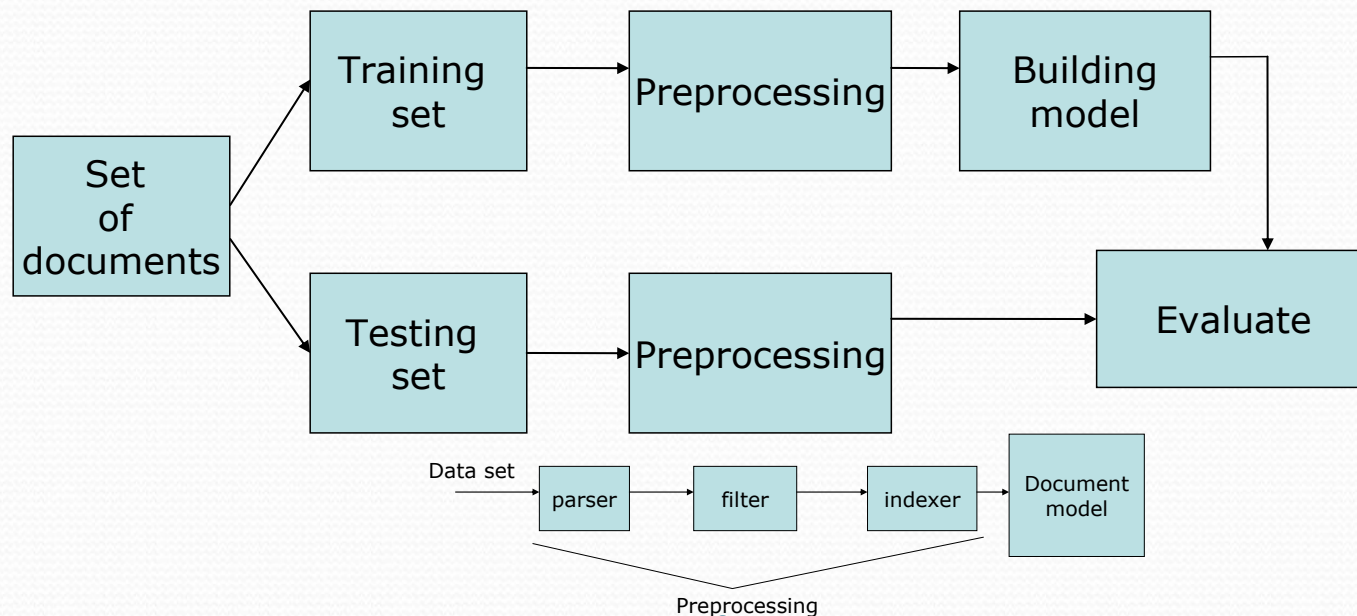 Training
set
Preprocessing
Building
model
Set
of
documents
Testing
set
Preprocessing
Evaluate
Data set
parser
filter
indexer
Document
model
Preprocessing